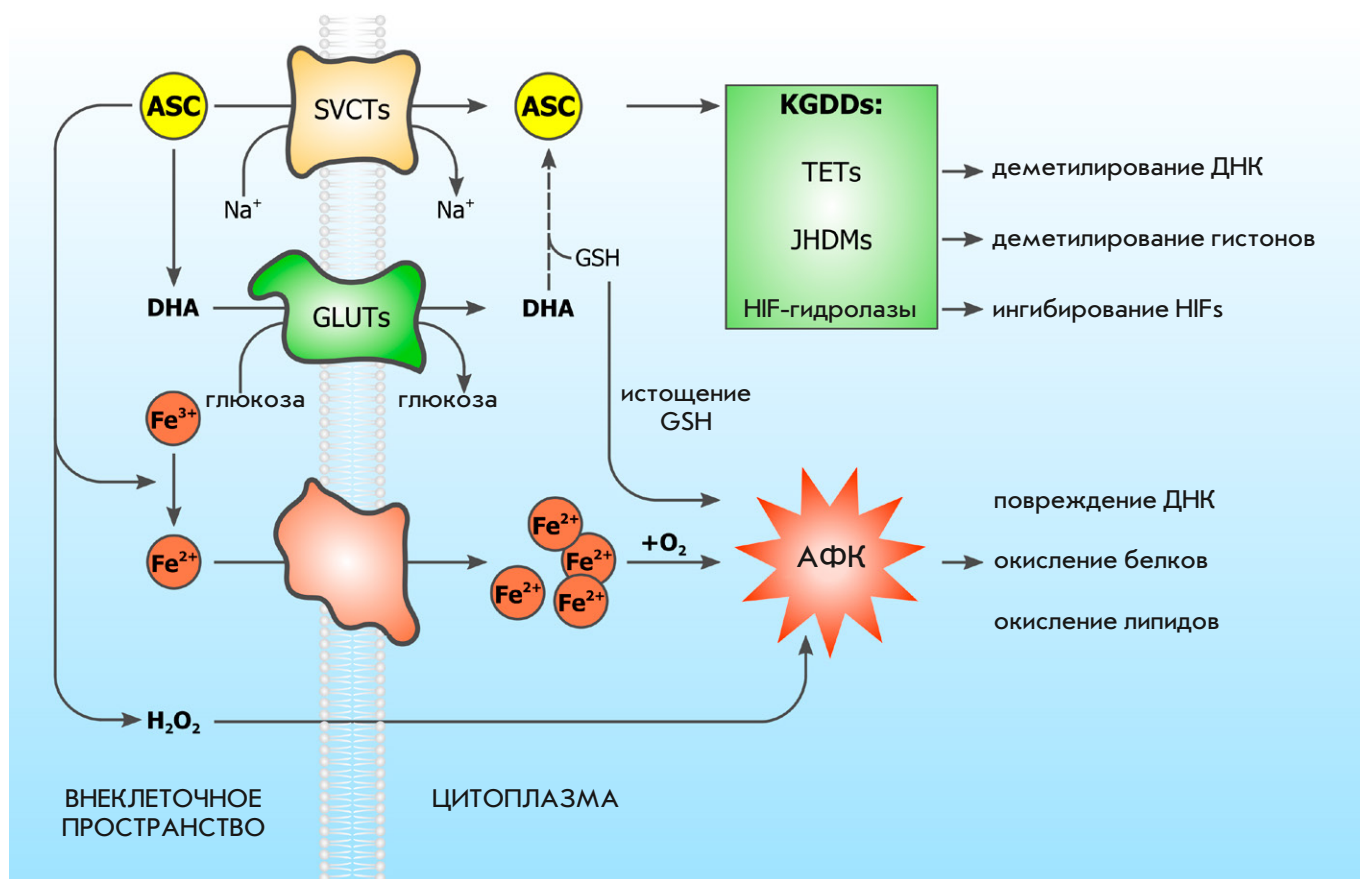 ASC
SVCTs
ASC
KGDDs:
TETs
деметилирование ДНК
Na⁺
Na⁺
JHDMs
деметилирование гистонов
GSH
DHA
GLUTs
DHA
HIF-гидролазы
ингибирование HIFs
глюкоза
глюкоза
истощение
GSH
Fe³⁺
повреждение ДНК
Fe²⁺
Fe²⁺
Fe²⁺
Fe²⁺
Fe²⁺
+O₂
АФК
окисление белков
окисление липидов
H₂O₂
ВНЕКЛЕТОЧНОЕ
ПРОСТРАНСТВО
ЦИТОПЛАЗМА